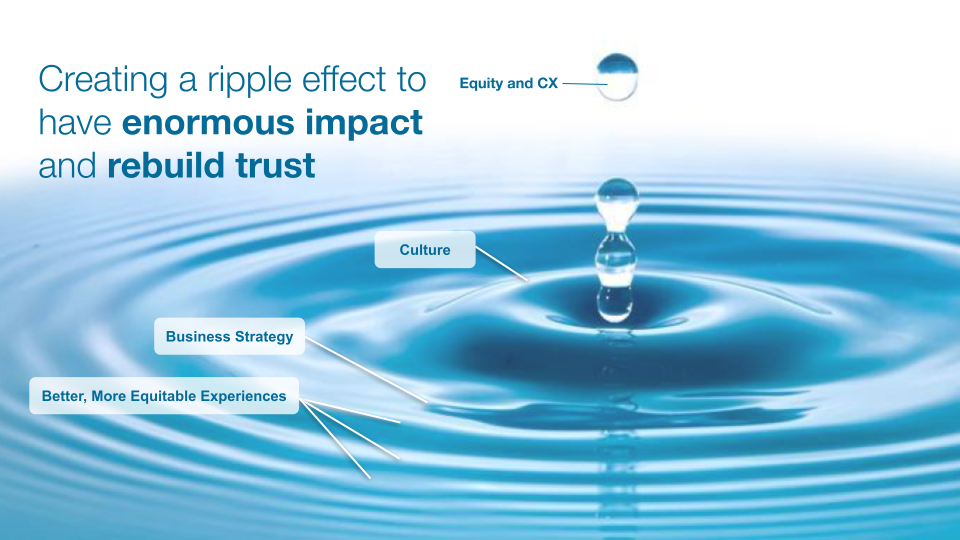 Creating a ripple effect to
have enormous impact
and rebuild trust
Equity and CX
Culture
Business Strategy
Better, More Equitable Experiences